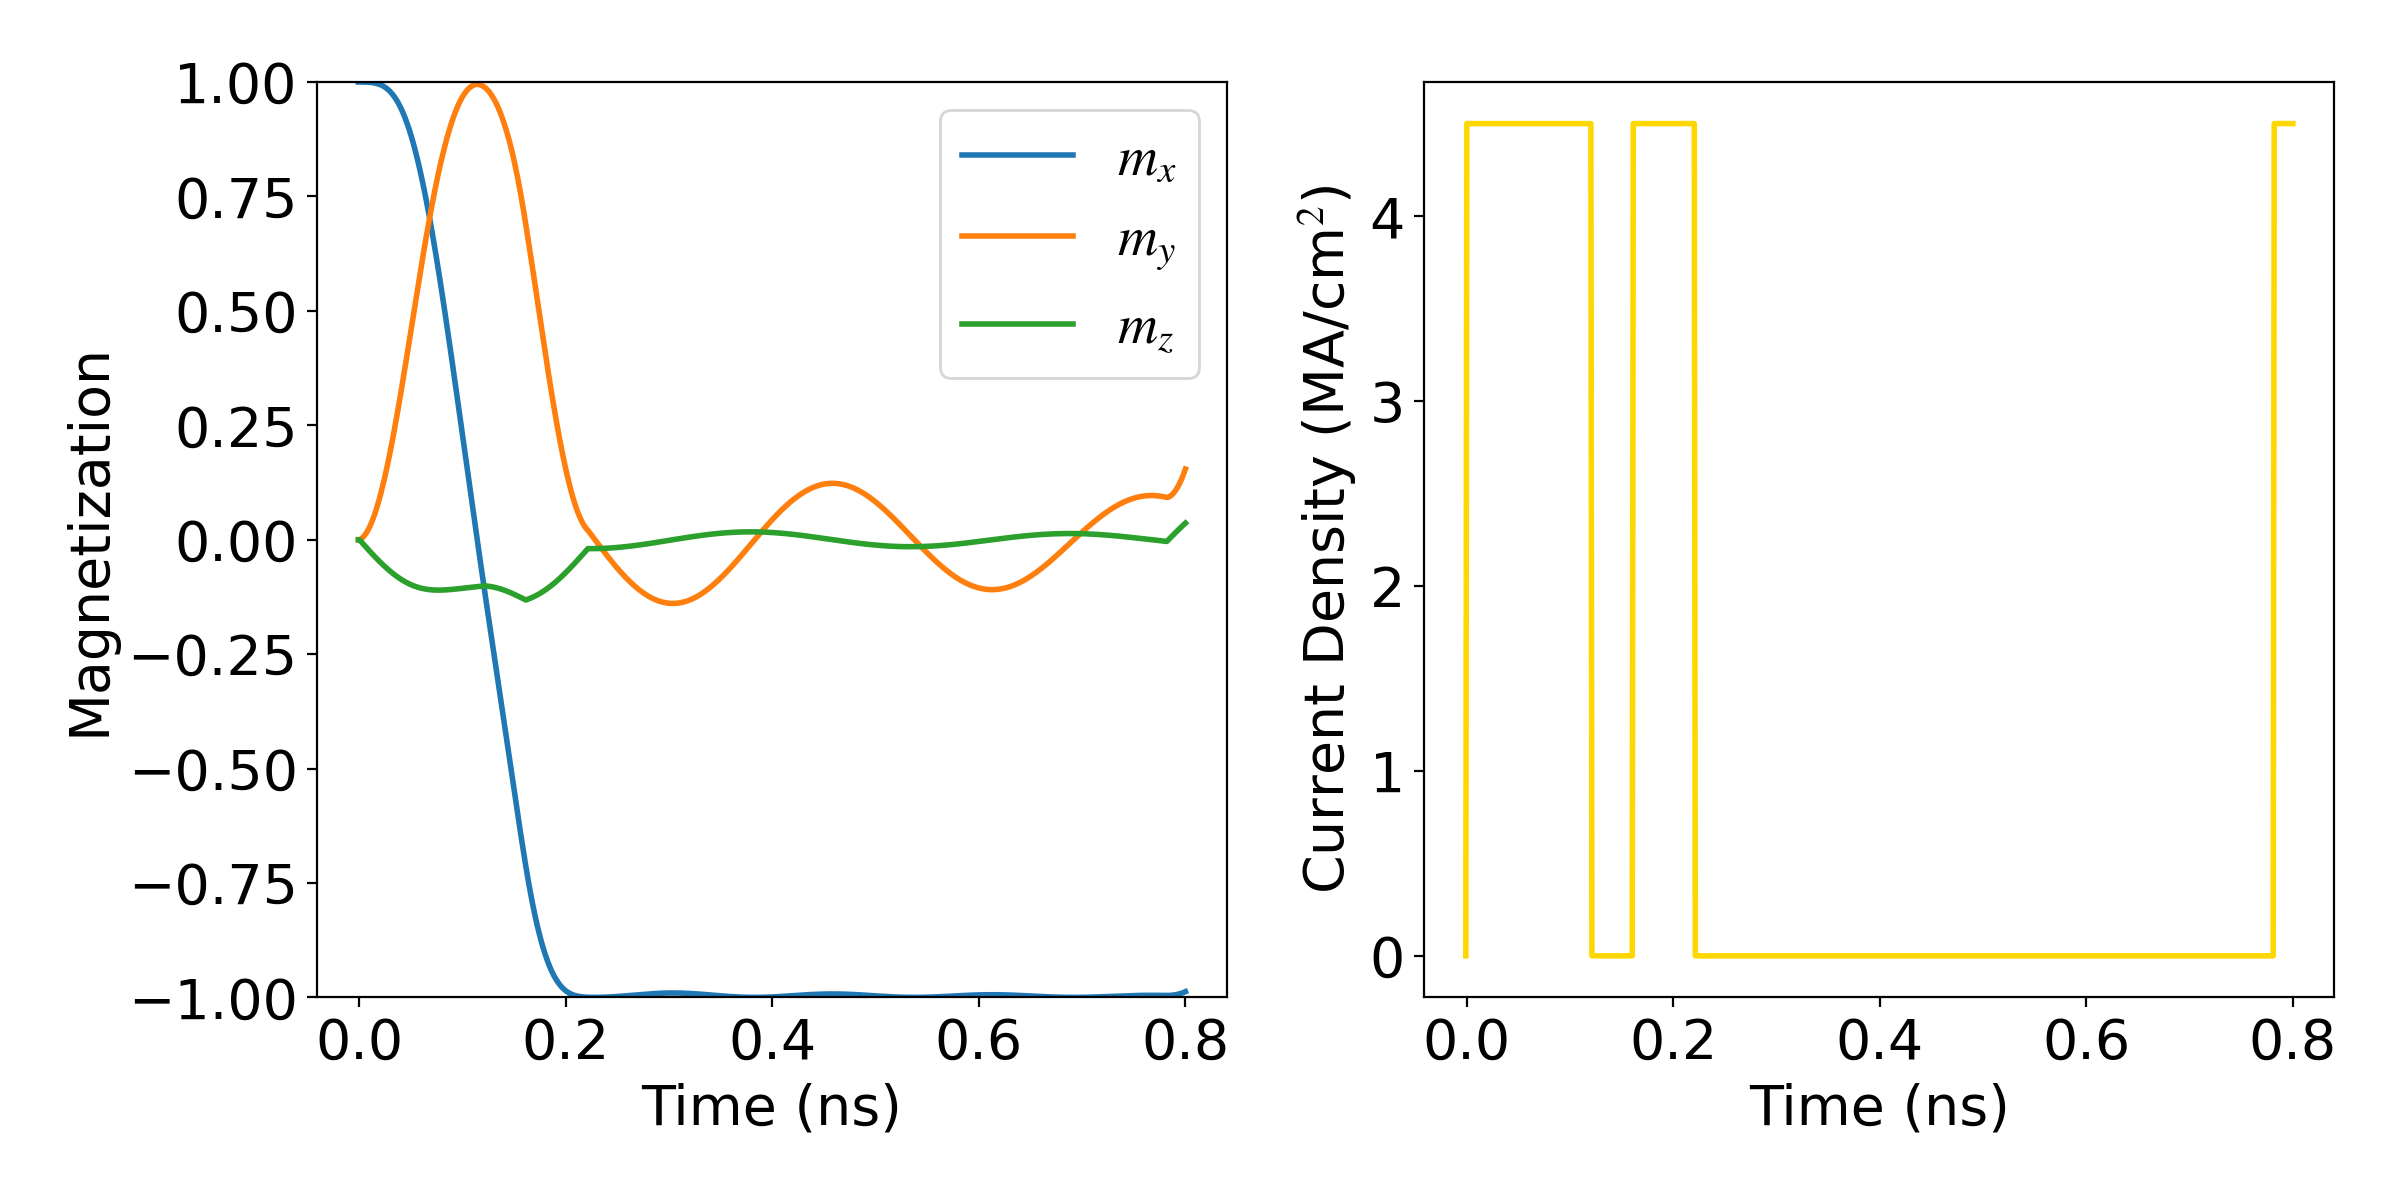 1.00
0.75
0.50
0.25
0.00
−0.25
−0.50
−0.75
−1.00
Magnetization
0.0 0.2 0.4 0.6 0.8
Time (ns)
mₓ
m_y
m_z
4
3
2
1
0
Current Density (MA/cm²)
0.0 0.2 0.4 0.6 0.8
Time (ns)